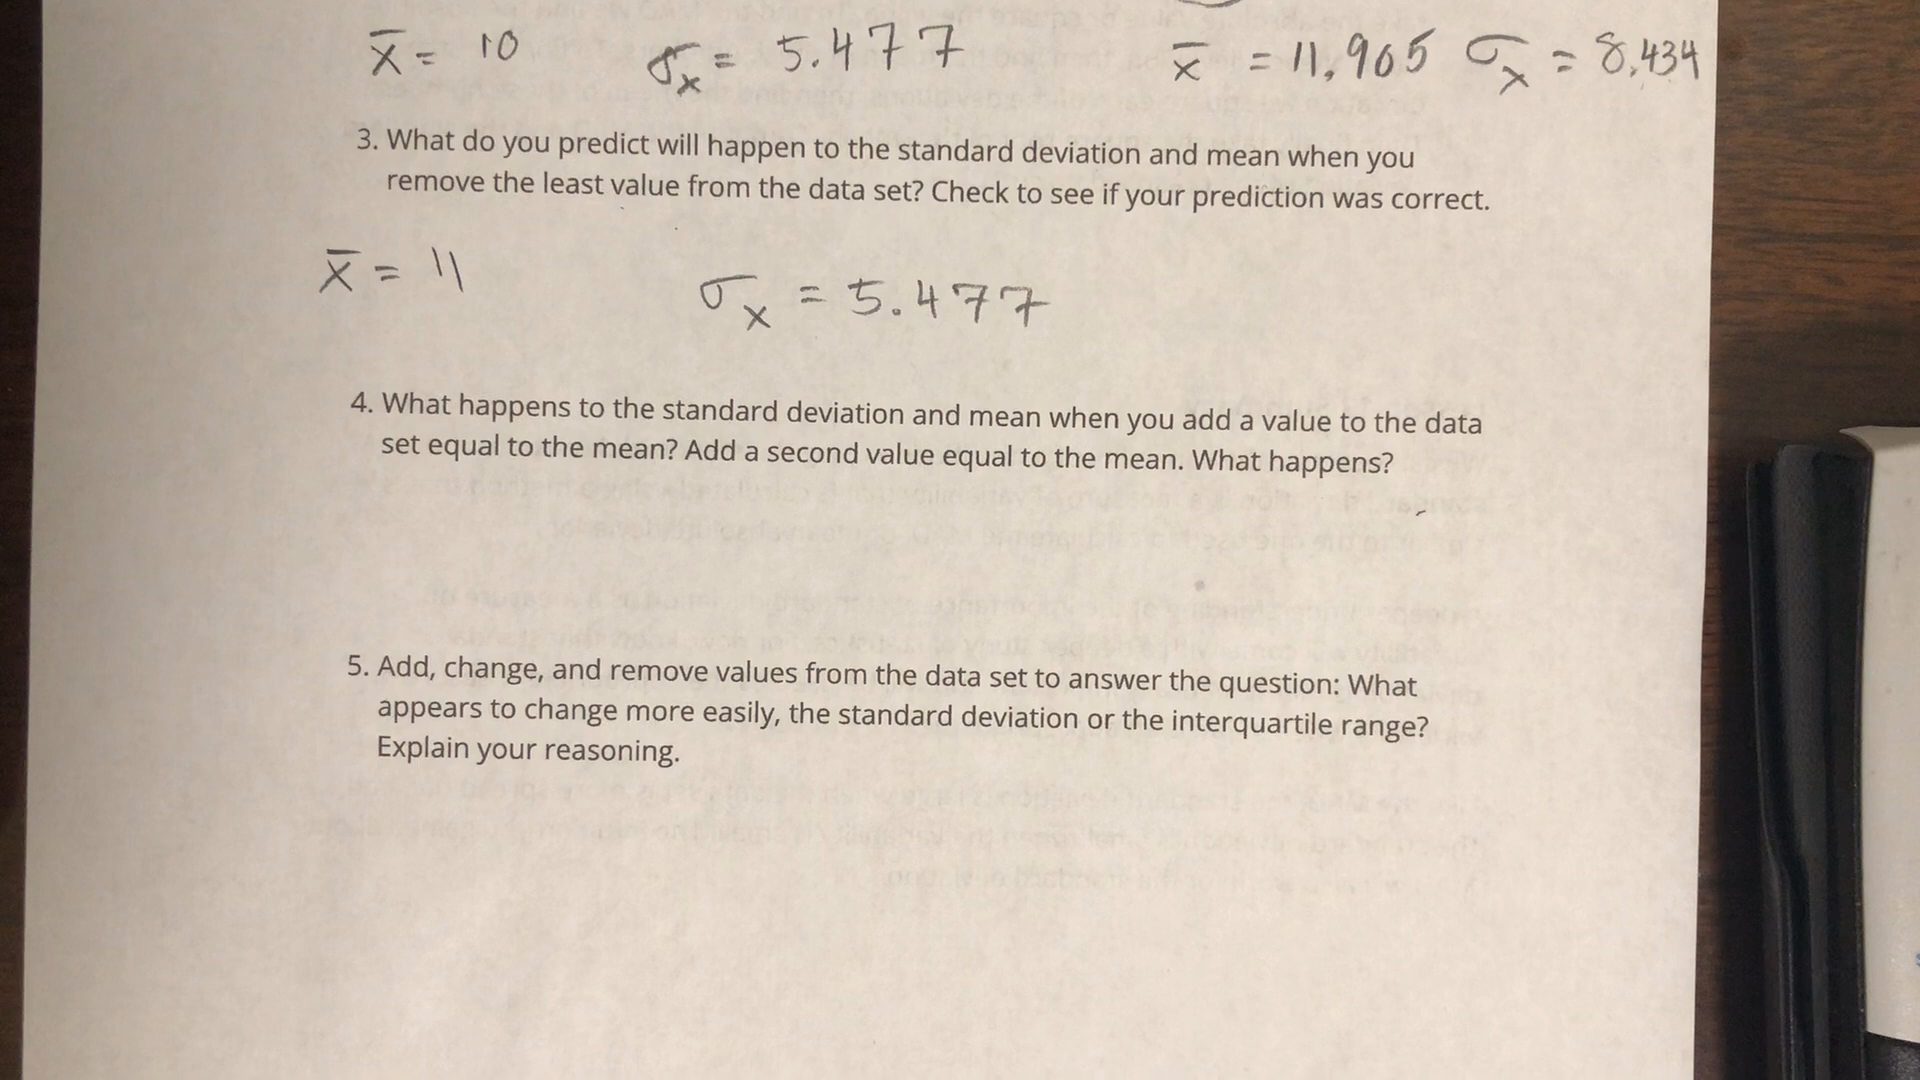 x̄ = 10 σx = 5.477 x̄ = 11.905 σx = 8.434
3. What do you predict will happen to the standard deviation and mean when you
remove the least value from the data set? Check to see if your prediction was correct.
x̄ = 11
σx = 5.477
4. What happens to the standard deviation and mean when you add a value to the data
set equal to the mean? Add a second value equal to the mean. What happens?
5. Add, change, and remove values from the data set to answer the question: What
appears to change more easily, the standard deviation or the interquartile range?
Explain your reasoning.